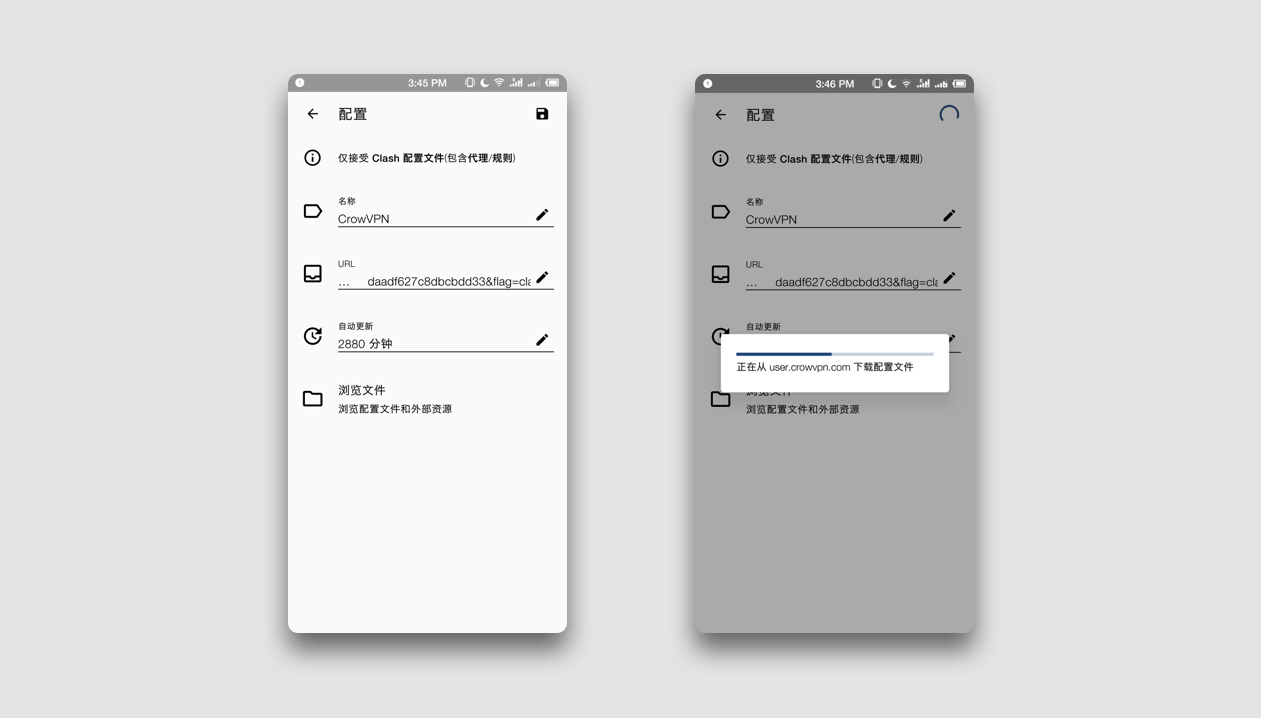 3:45 PM
配置
仅接受 Clash 配置文件(包含代理/规则)
名称
CrowVPN
URL
... daadf627c8dbcbdd33&flag=cla
自动更新
2880 分钟
浏览文件
浏览配置文件和外部资源
3:46 PM
配置
仅接受 Clash 配置文件(包含代理/规则)
名称
CrowVPN
URL
... daadf627c8dbcbdd33&flag=cla
自动更新
正在从 user.crowvpn.com 下载配置文件
浏览文件
浏览配置文件和外部资源